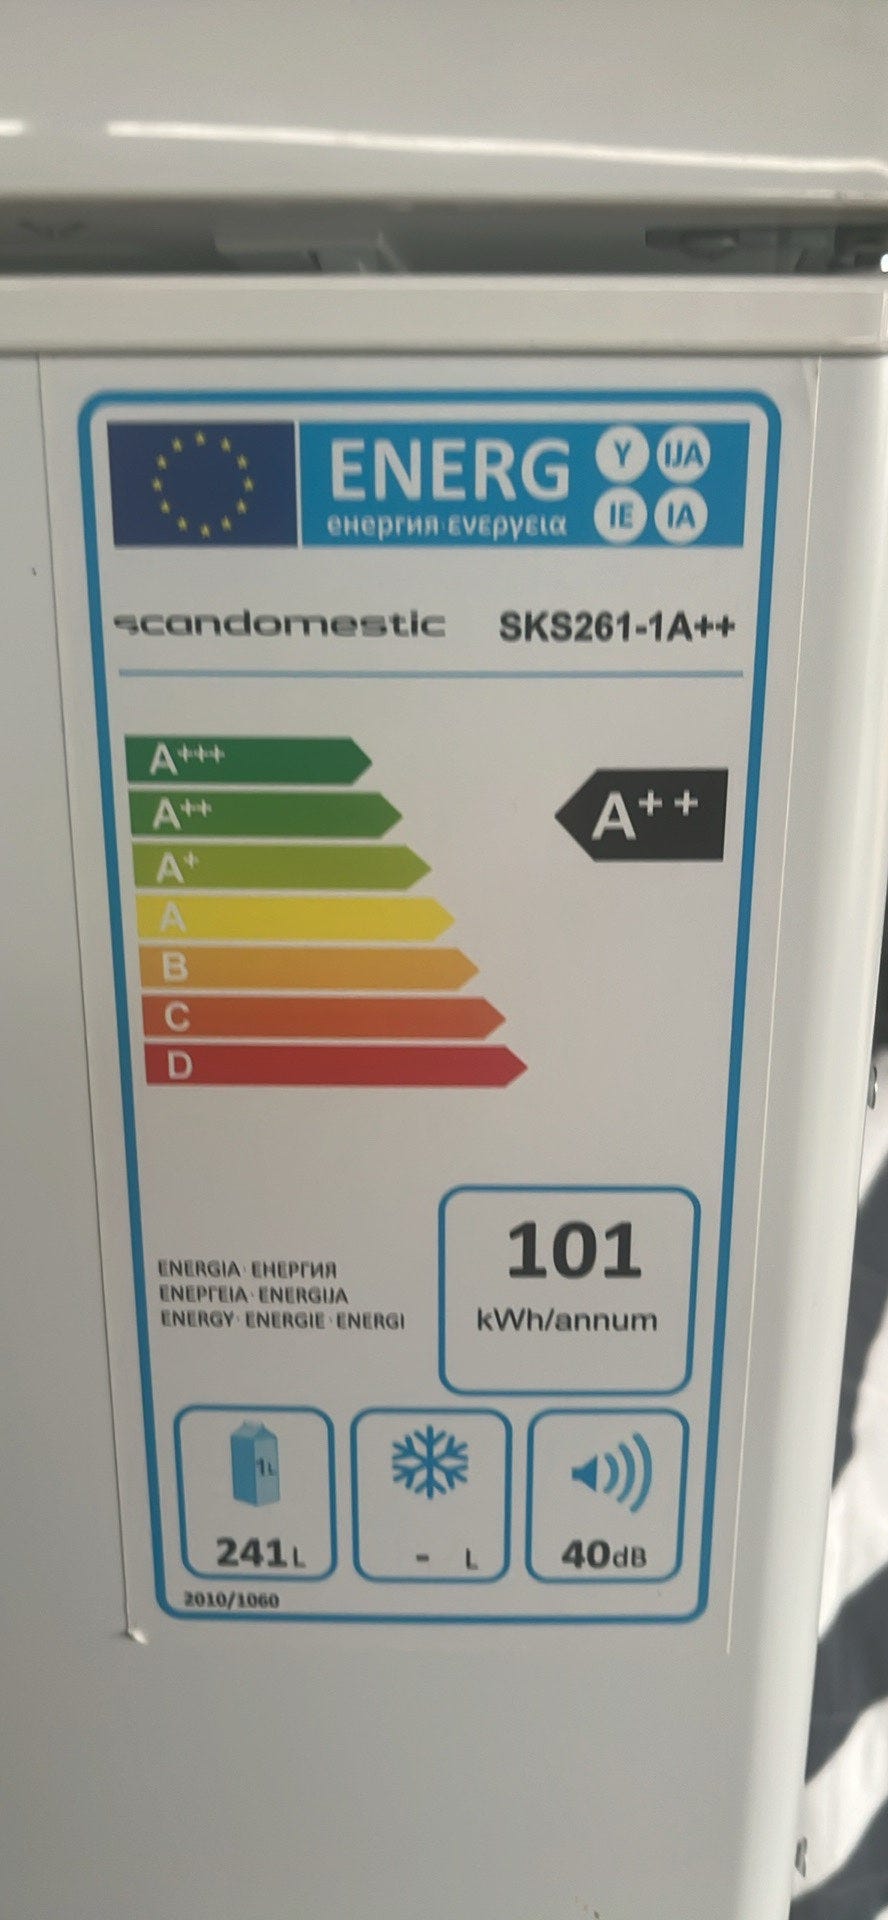 ENERG Y IJA
енергия·ενεργεια IE IA
scandomestic SKS261-1A++
A+++
A++
A++
A+
A
B
C
D
101
kWh/annum
ENERGIA·ЕНЕРГИЯ
ΕΝΕΡΓΕΙΑ·ENERGIJA
ENERGY·ENERGIE·ENERGI
1L
241L
- L
40dB
2010/1060